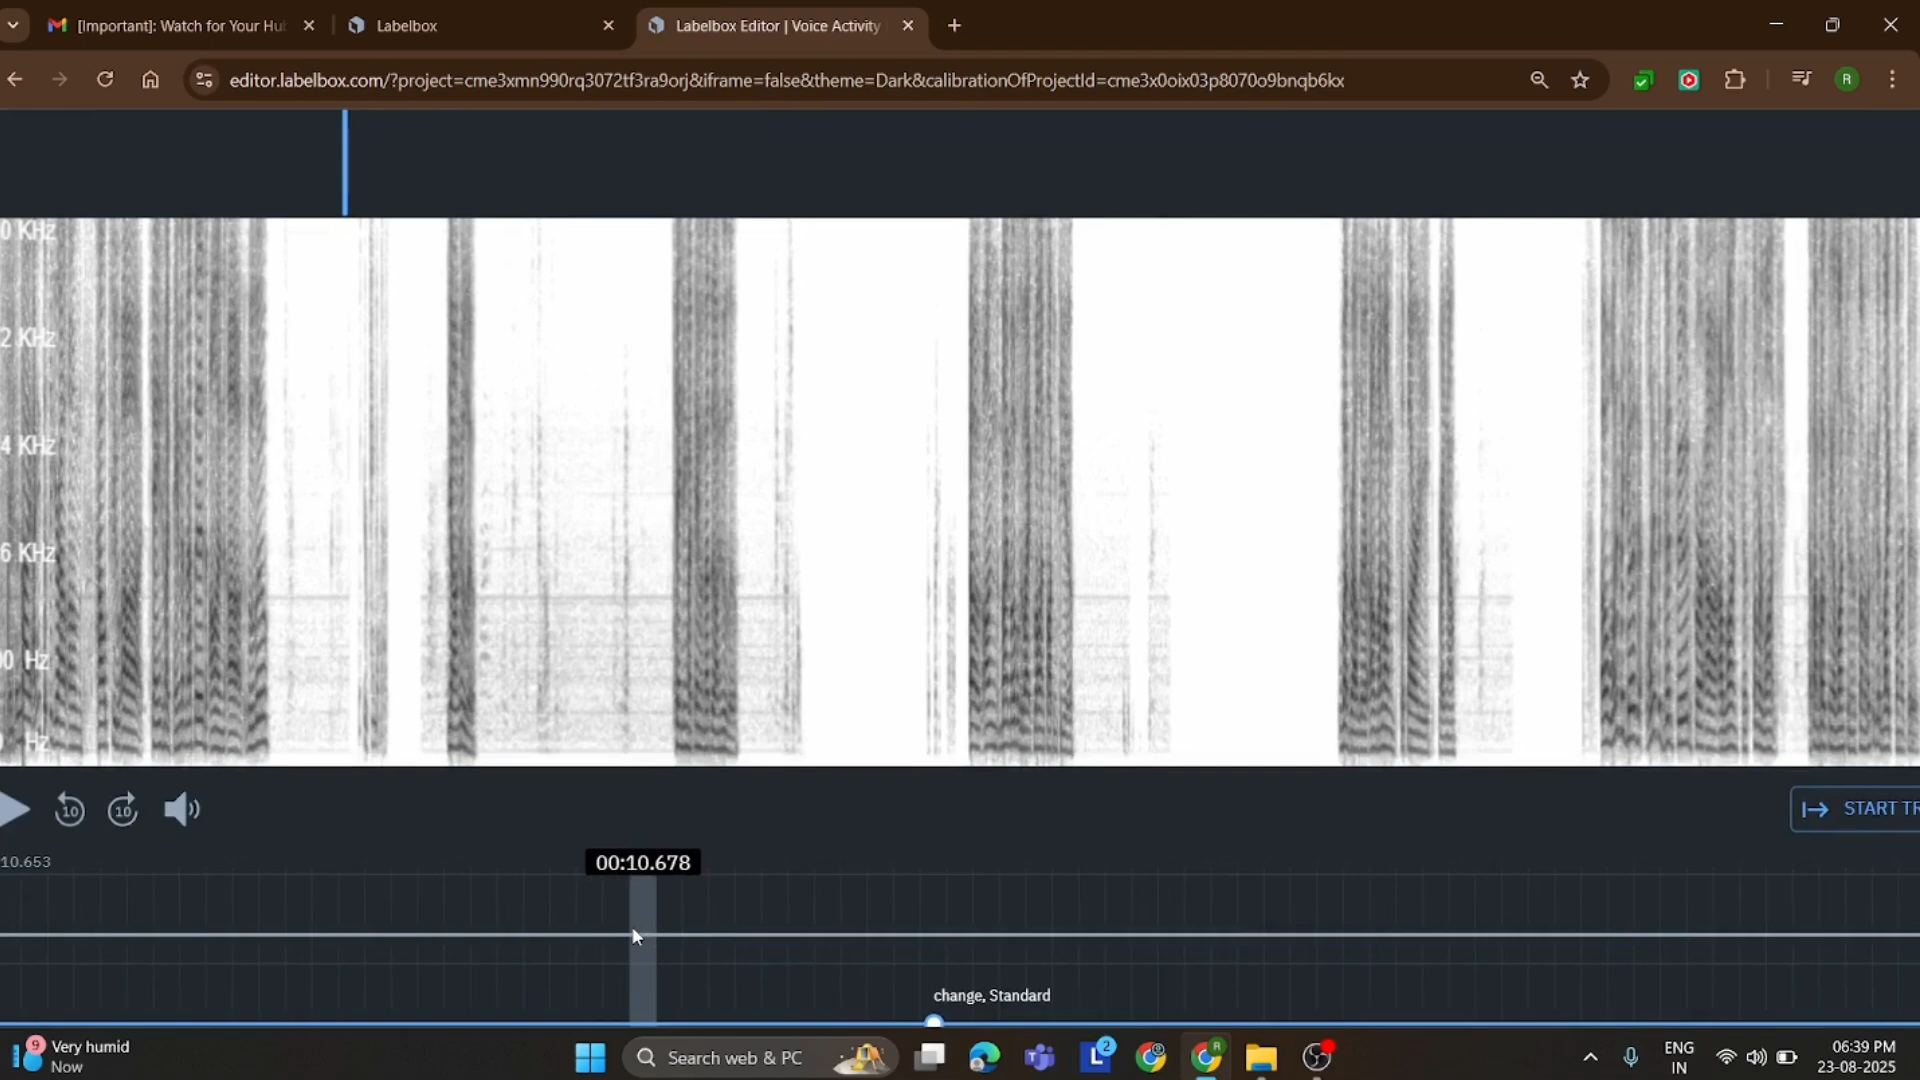 [Important]: Watch for Your Hu
Labelbox
Labelbox Editor | Voice Activity
editor.labelbox.com/?project=cme3xmn990rq3072tf3ra9orj&iframe=false&theme=Dark&calibrationOfProjectId=cme3x0oix03p8070o9bnqb6kx
R
0 KHz
2 KHz
4 KHz
6 KHz
Hz
Hz
10
10
START TR
10.653
00:10.678
change, Standard
9
Very humid
Now
Search web & PC
2
R
ENG
IN
06:39 PM
23-08-2025